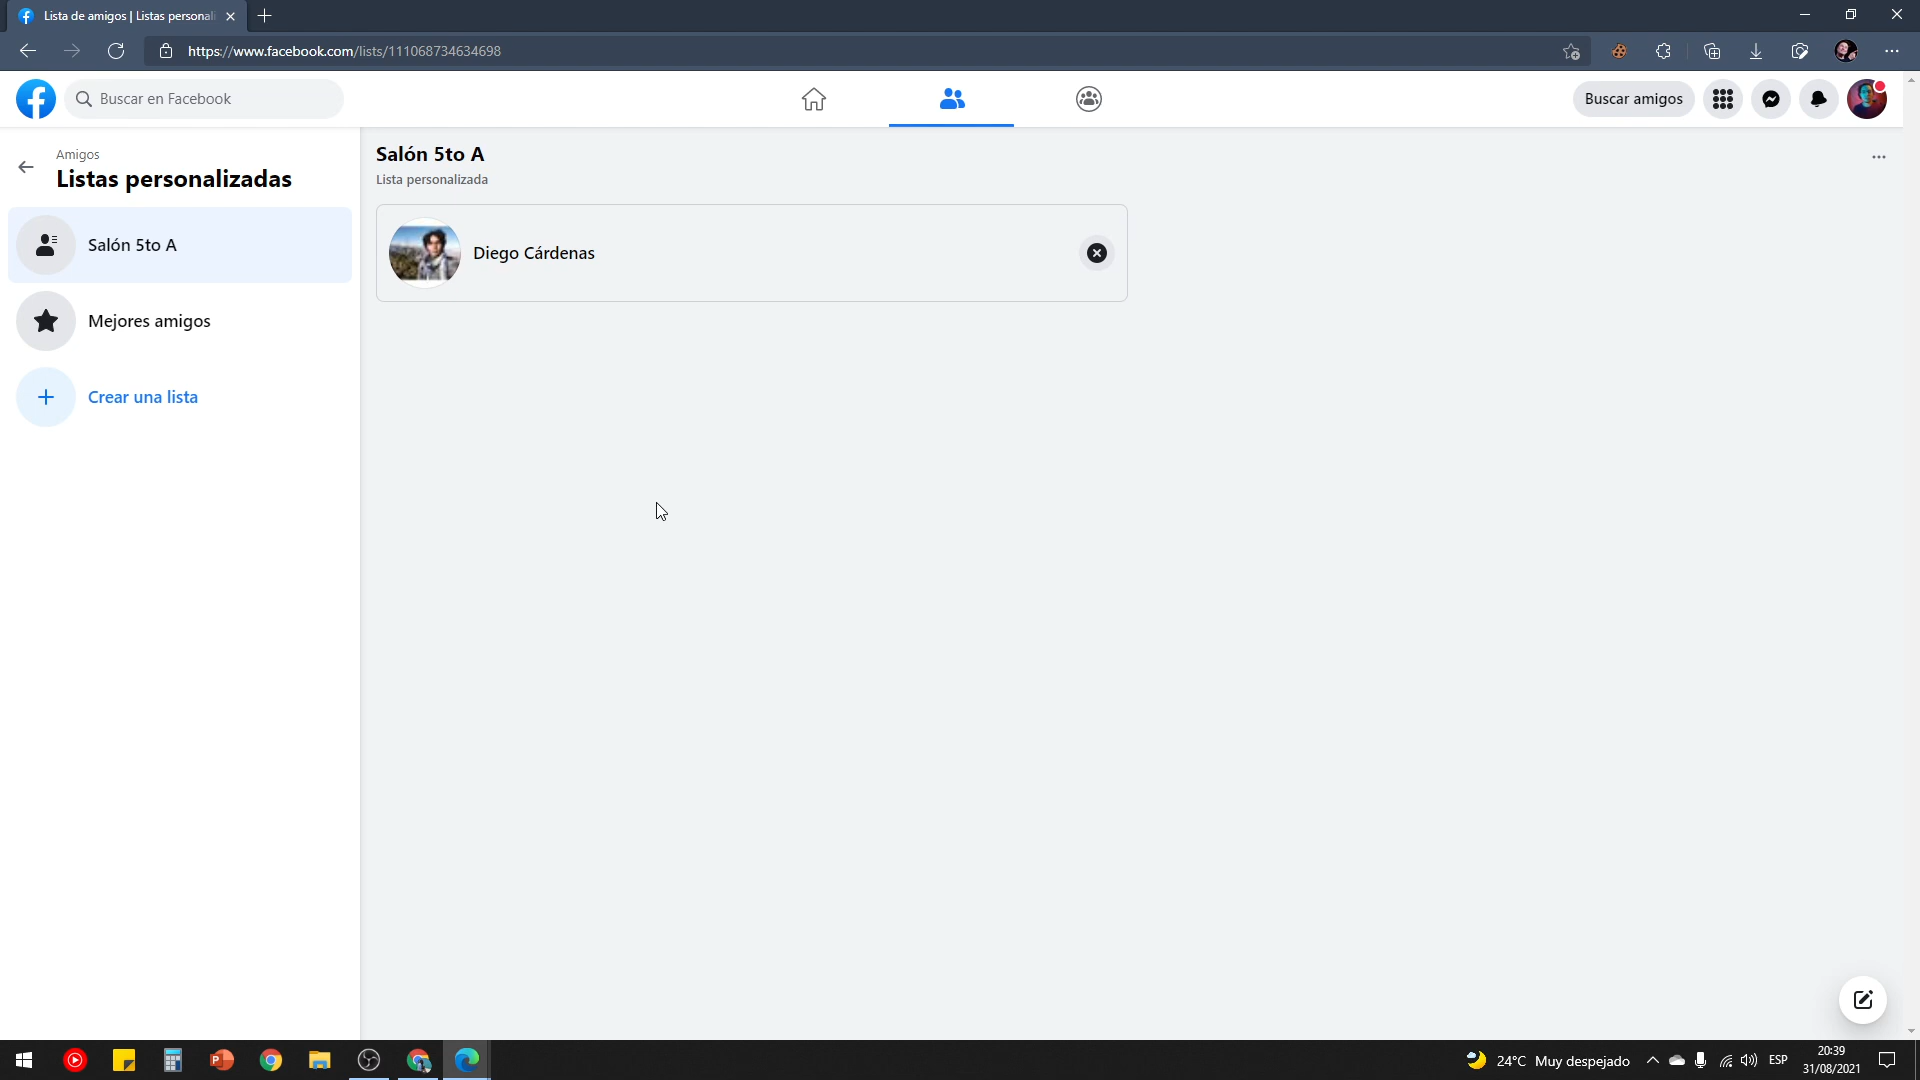 Lista de amigos | Listas personali
https://www.facebook.com/lists/111068734634698
Buscar en Facebook
Buscar amigos
Amigos
Listas personalizadas
Salón 5to A
Mejores amigos
Crear una lista
Salón 5to A
Lista personalizada
Diego Cárdenas
24°C Muy despejado
ESP
20:39
31/08/2021